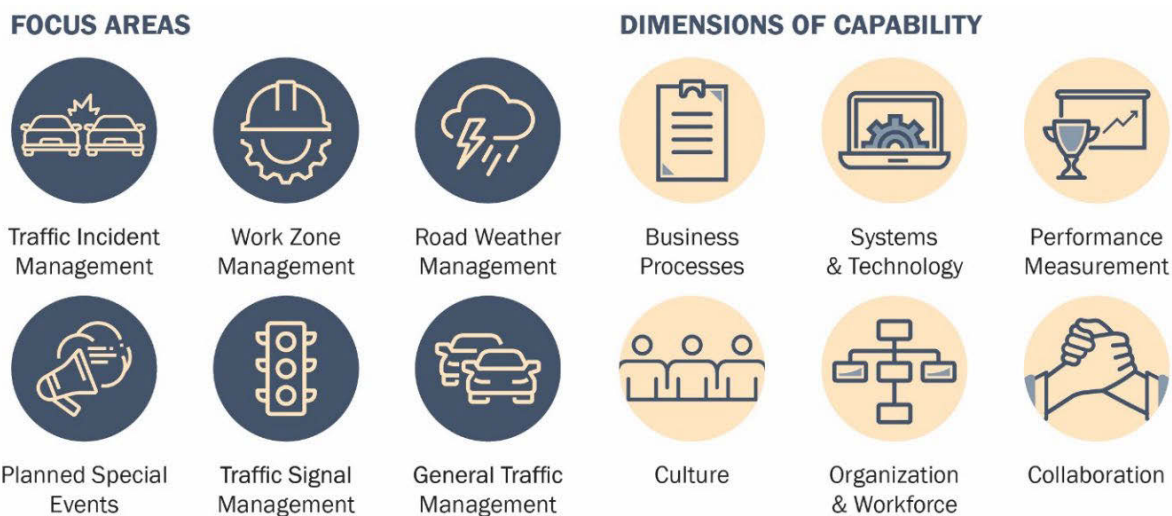 FOCUS AREAS
Traffic Incident
Management
Work Zone
Management
Road Weather
Management
Planned Special
Events
Traffic Signal
Management
General Traffic
Management
DIMENSIONS OF CAPABILITY
Business
Processes
Systems
& Technology
Performance
Measurement
Culture
Organization
& Workforce
Collaboration